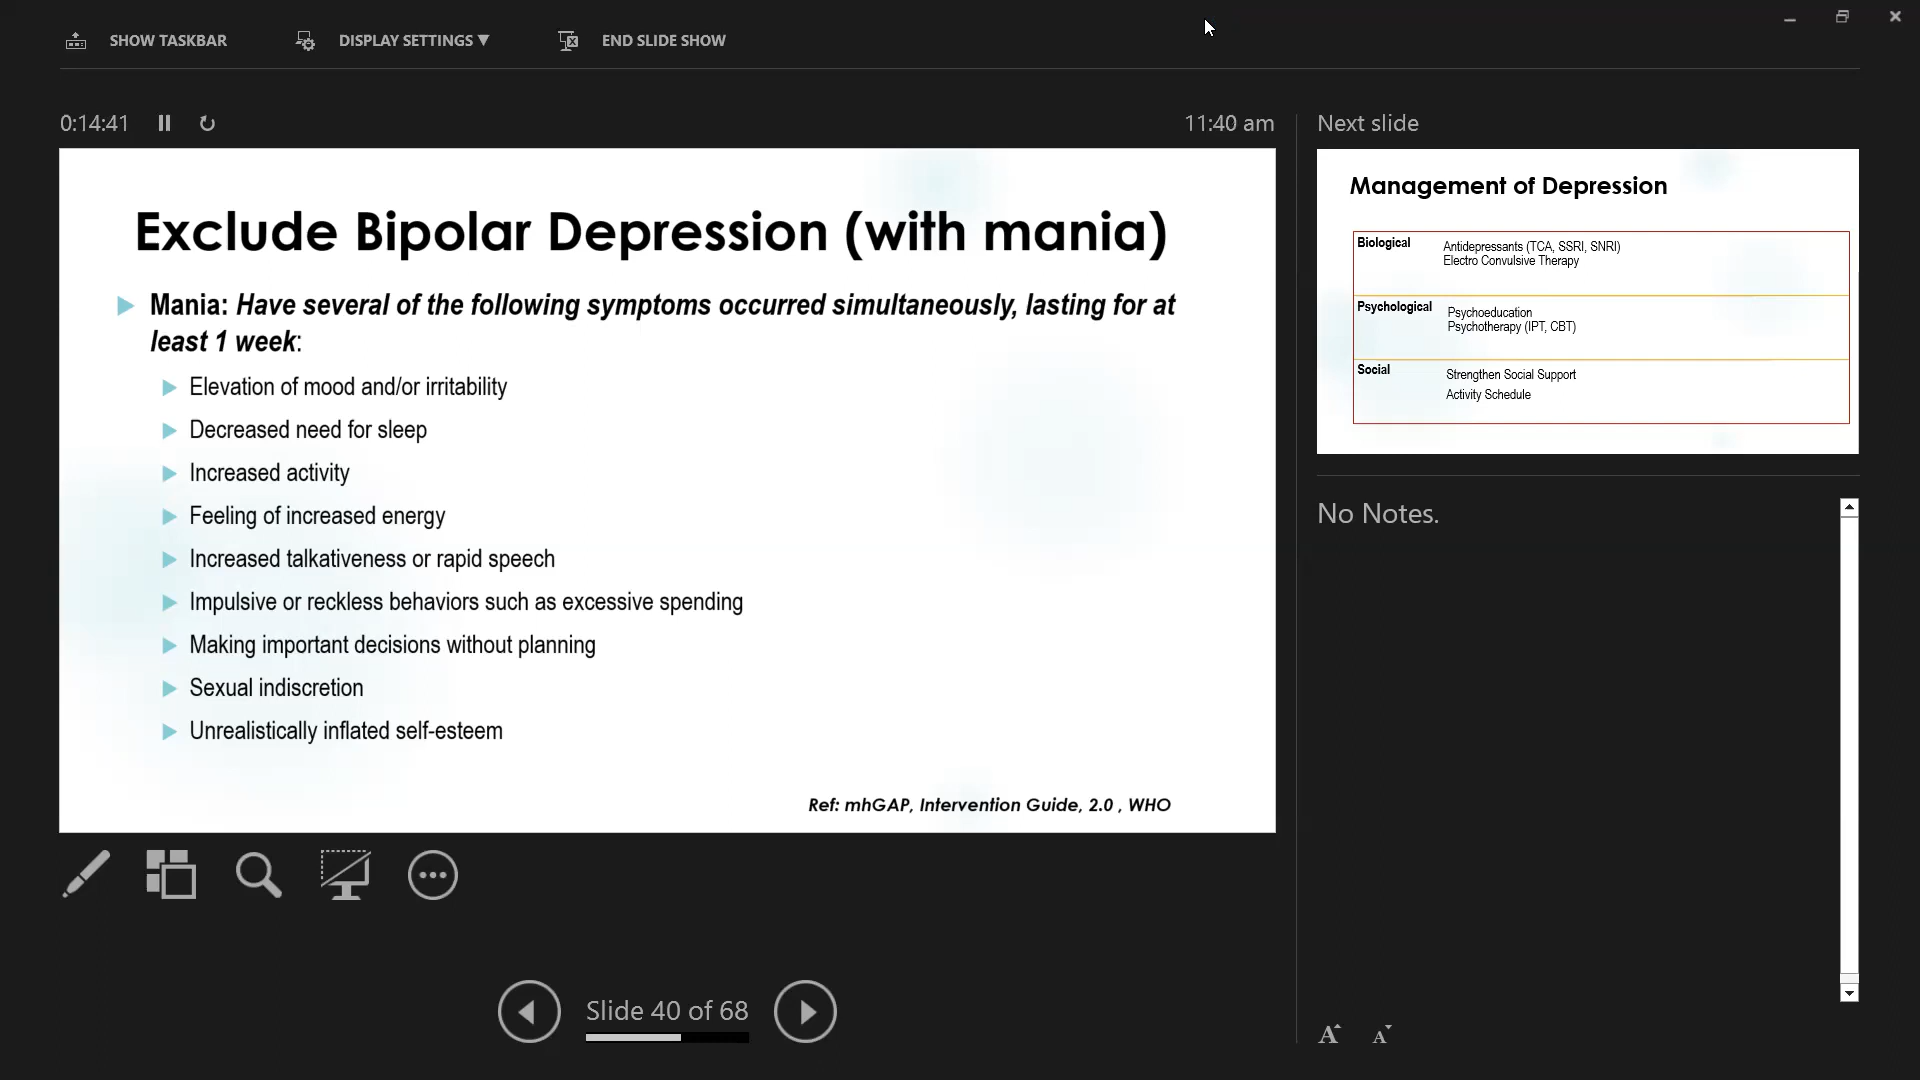 SHOW TASKBAR DISPLAY SETTINGS ▼ END SLIDE SHOW
0:14:41 11:40 am
Exclude Bipolar Depression (with mania)
Mania: Have several of the following symptoms occurred simultaneously, lasting for at
least 1 week:
Elevation of mood and/or irritability
Decreased need for sleep
Increased activity
Feeling of increased energy
Increased talkativeness or rapid speech
Impulsive or reckless behaviors such as excessive spending
Making important decisions without planning
Sexual indiscretion
Unrealistically inflated self-esteem
Ref: mhGAP, Intervention Guide, 2.0 , WHO
Slide 40 of 68
Next slide
Management of Depression
Biological Antidepressants (TCA, SSRI, SNRI)
Electro Convulsive Therapy
Psychological Psychoeducation
Psychotherapy (IPT, CBT)
Social Strengthen Social Support
Activity Schedule
No Notes.
A A